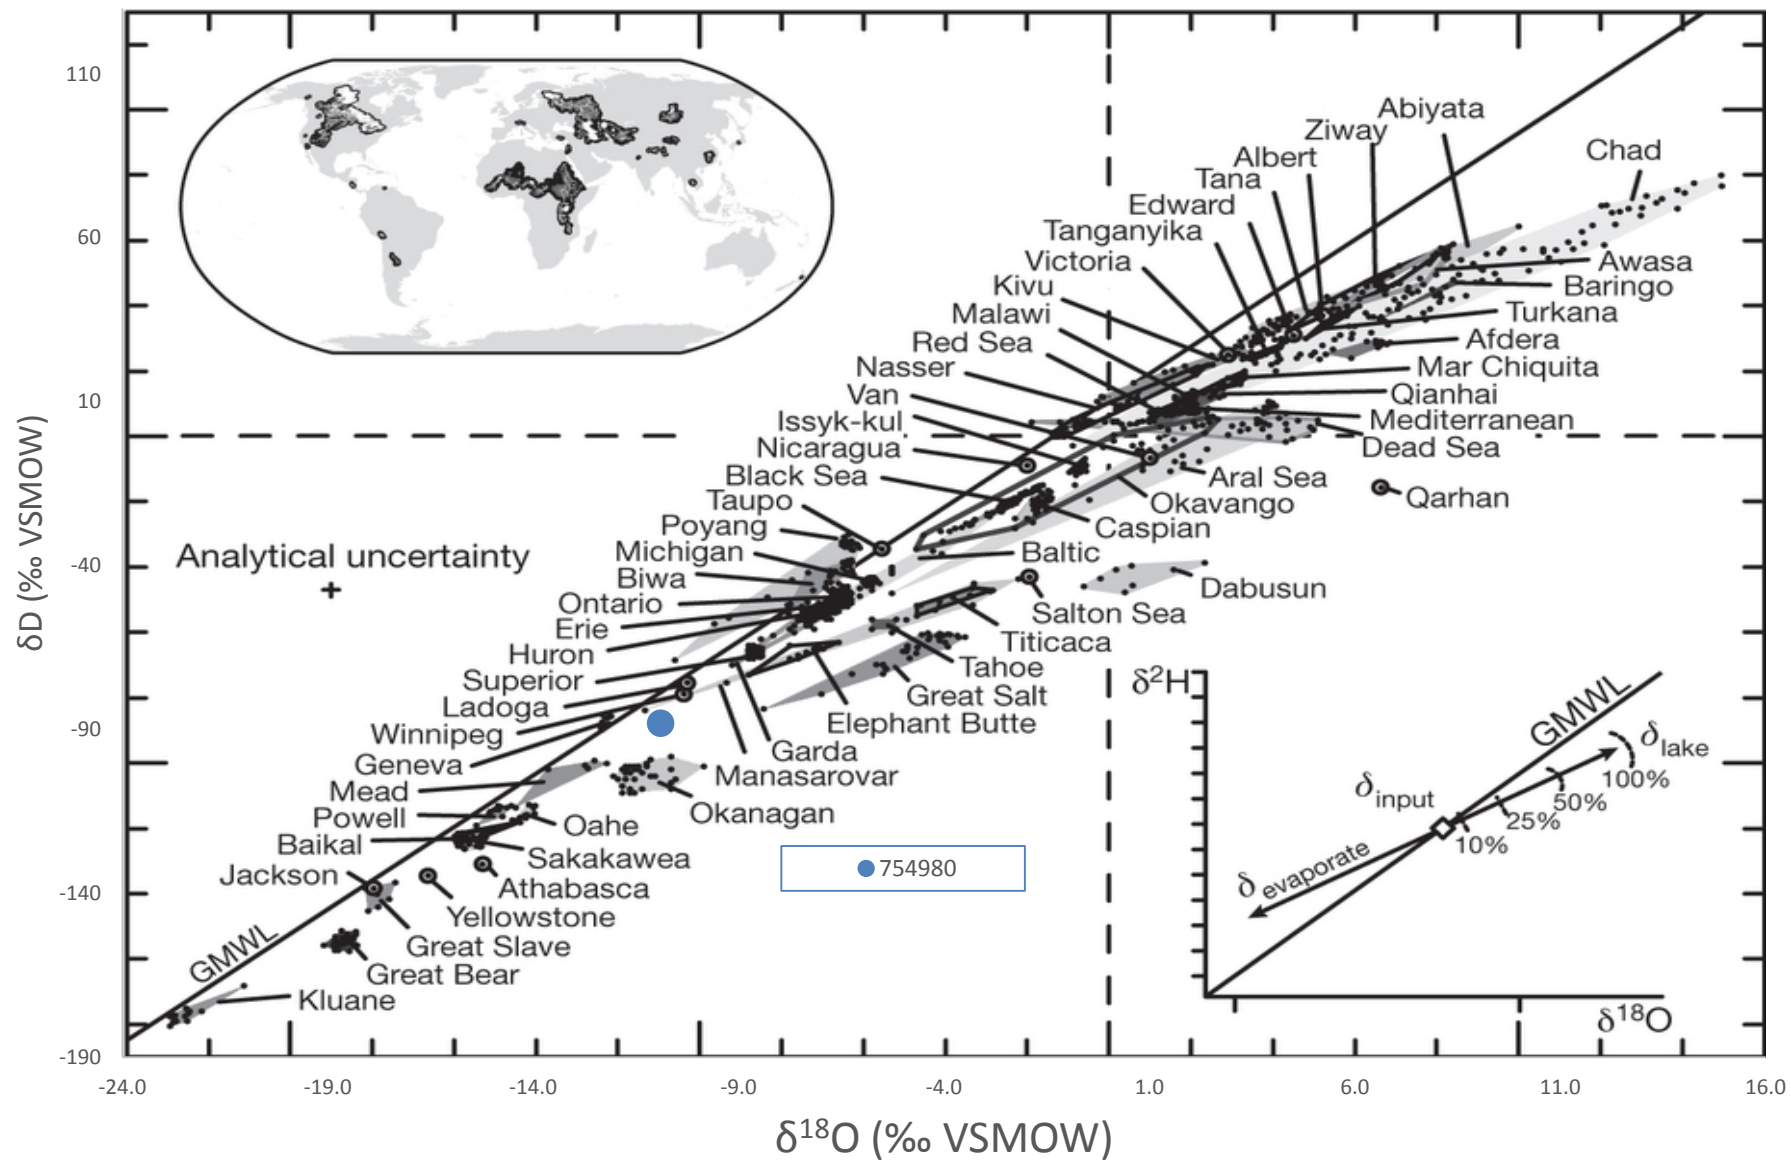 110
60
10
-40
-90
-140
-190
δD (‰ VSMOW)
-24.0
-19.0
-14.0
-9.0
-4.0
1.0
6.0
11.0
16.0
δ¹⁸O (‰ VSMOW)
Analytical uncertainty
Abiyata
Ziway
Albert
Tana
Edward
Tanganyika
Victoria
Kivu
Malawi
Red Sea
Nasser
Van
Issyk-kul
Nicaragua
Black Sea
Taupo
Poyang
Michigan
Biwa
Ontario
Erie
Huron
Superior
Ladoga
Winnipeg
Geneva
Mead
Powell
Baikal
Jackson
GMWL
Chad
Awasa
Baringo
Turkana
Afdera
Mar Chiquita
Qianhai
Mediterranean
Dead Sea
Aral Sea
Qarhan
Okavango
Caspian
Baltic
Dabusun
Salton Sea
Titicaca
Tahoe
Great Salt
Elephant Butte
Garda
Manasarovar
Okanagan
Oahe
Sakakawea
Athabasca
Yellowstone
Great Slave
Great Bear
Kluane
754980
δ²H
GMWL
δ lake
δ input
100%
50%
25%
10%
δ evaporate
δ¹⁸O